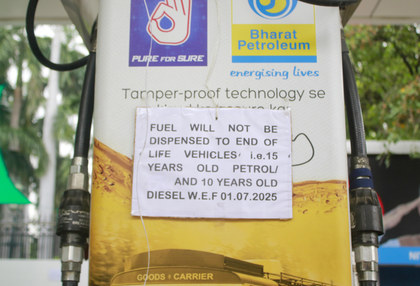 PURE FOR SURE
Bharat
Petroleum
energising lives
Tamper-proof technology se
FUEL WILL NOT BE
DISPENSED TO END OF
LIFE VEHICLES i.e.15
YEARS OLD PETROL/
AND 10 YEARS OLD
DIESEL W.E.F 01.07.2025
GOODS CARRIER